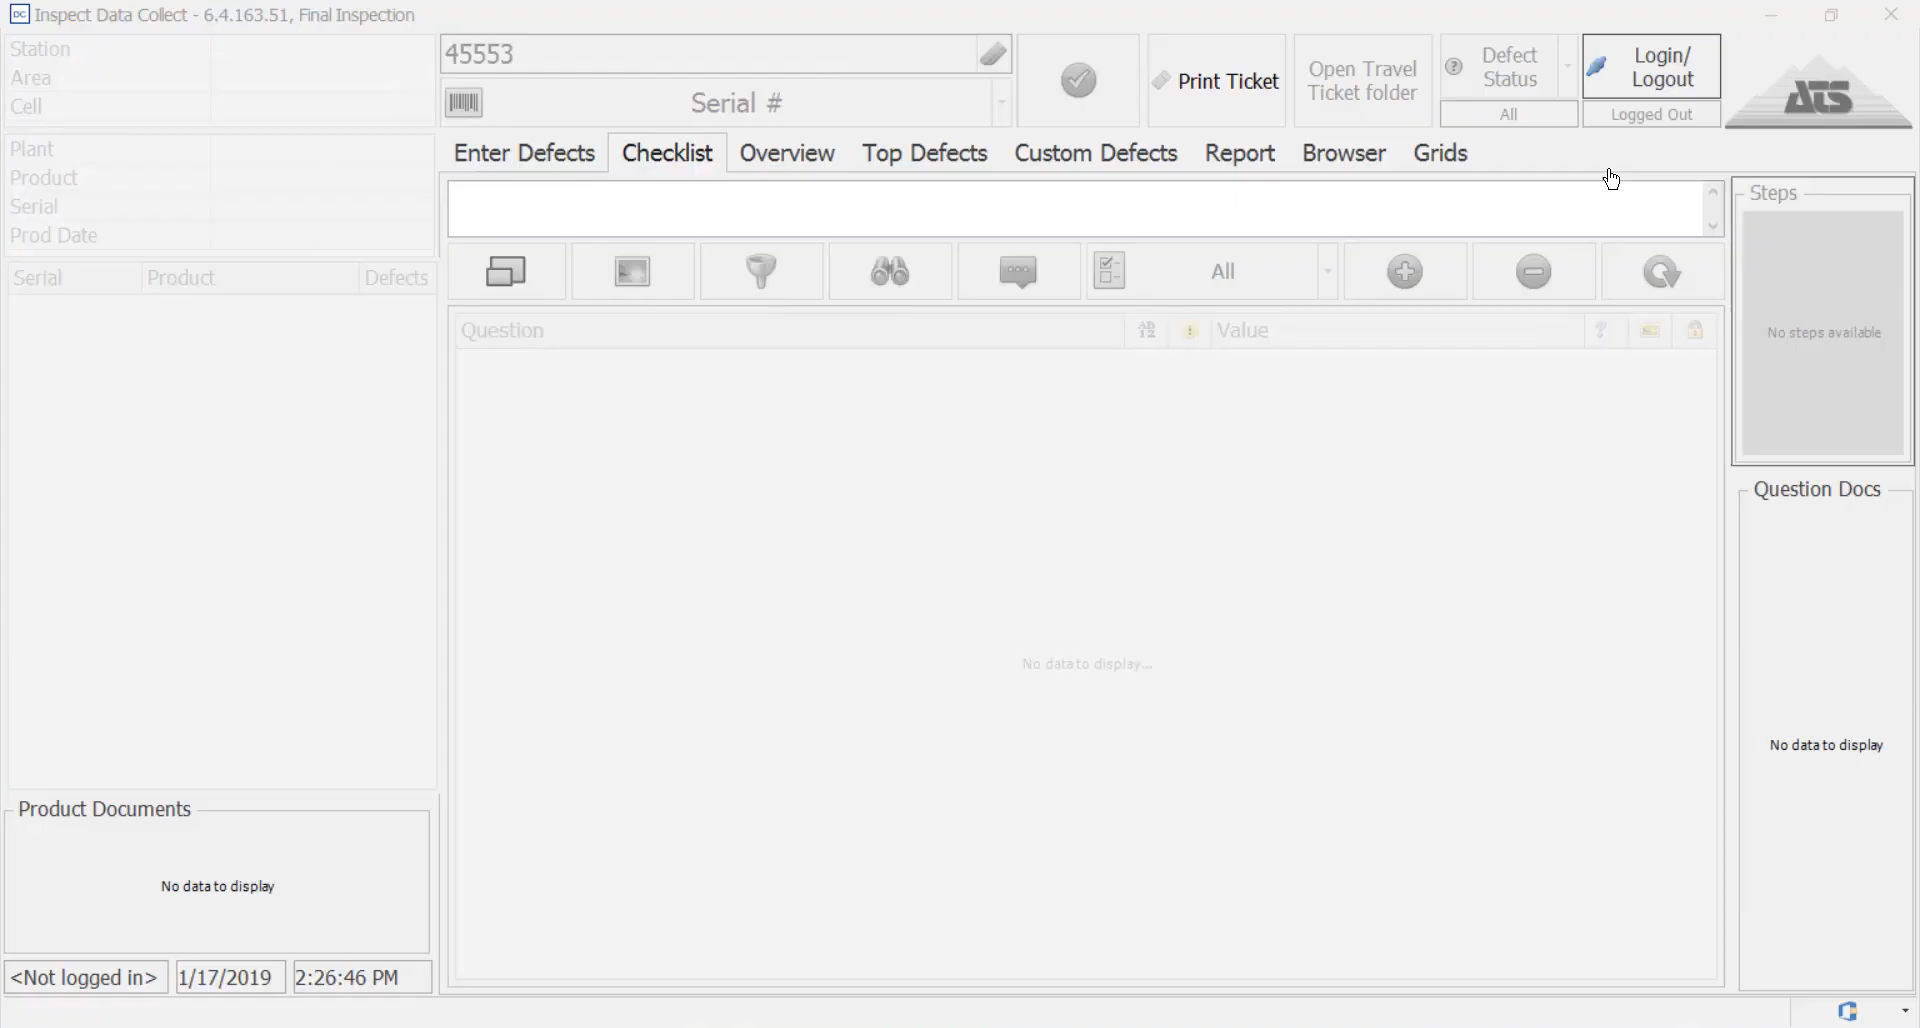 Inspect Data Collect - 6.4.163.51, Final Inspection
Station
Area
Cell
Plant
Product
Serial
Prod Date
Serial Product Defects
Product Documents
No data to display
<Not logged in> 1/17/2019 2:26:46 PM
45553
Serial #
Print Ticket
Open Travel
Ticket folder
Defect
Status
All
Login/
Logout
Logged Out
ATS
Enter Defects Checklist Overview Top Defects Custom Defects Report Browser Grids
All
Question AB 12 Value
No data to display...
Steps
No steps available
Question Docs
No data to display